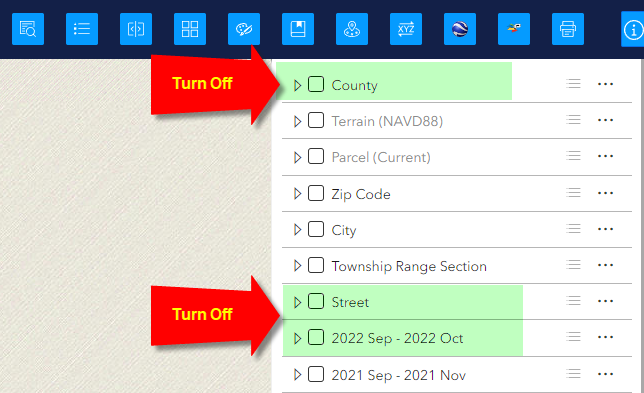 XYZ
Turn Off
County
Terrain (NAVD88)
Parcel (Current)
Zip Code
City
Township Range Section
Turn Off
Street
2022 Sep - 2022 Oct
2021 Sep - 2021 Nov